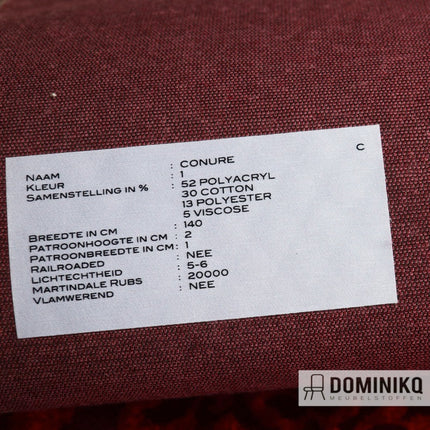 C
NAAM : CONURE
KLEUR : 1
SAMENSTELLING IN % : 52 POLYACRYL
30 COTTON
13 POLYESTER
5 VISCOSE
BREEDTE IN CM : 140
PATROONHOOGTE IN CM : 2
PATROONBREEDTE IN CM : 1
RAILROADED : NEE
LICHTECHTHEID : 5-6
MARTINDALE RUBS : 20000
VLAMWEREND : NEE
DOMINIKQ
MEUBELSTOFFEN